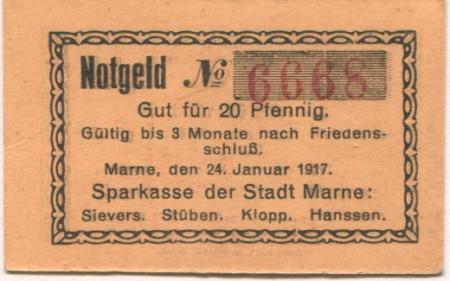 Notgeld № 6668
Gut für 20 Pfennig.
Gültig bis 3 Monate nach Friedens-
schluß.
Marne, den 24. Januar 1917.
Sparkasse der Stadt Marne:
Sievers. Stüben. Klopp. Hanssen.